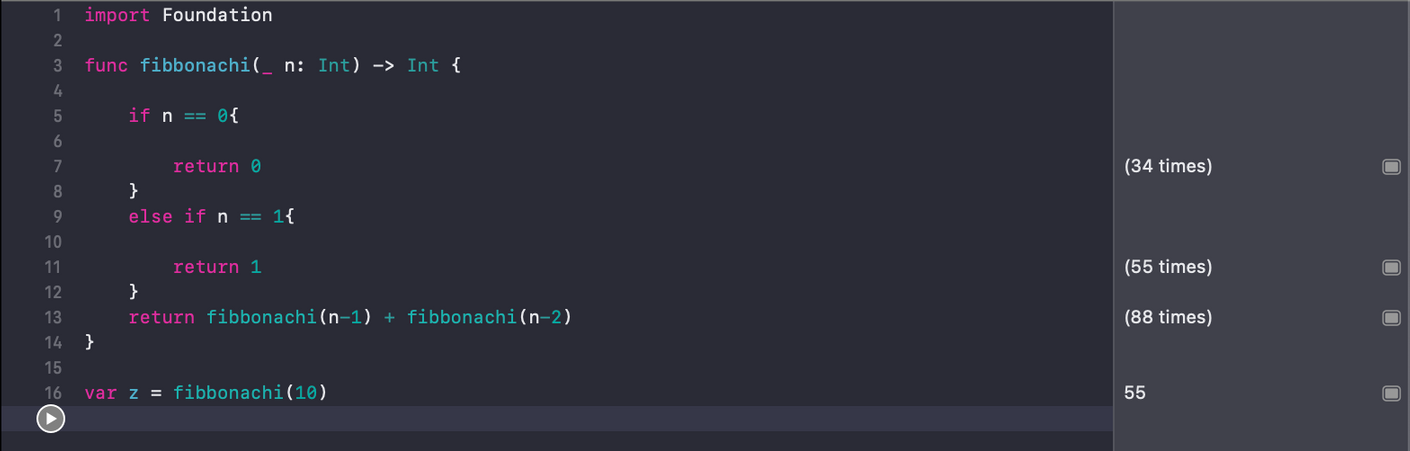 1 import Foundation
2
3 func fibbonachi(_ n: Int) -> Int {
4
5 if n == 0{
6
7 return 0 (34 times)
8 }
9 else if n == 1{
10
11 return 1 (55 times)
12 }
13 return fibbonachi(n-1) + fibbonachi(n-2) (88 times)
14 }
15
16 var z = fibbonachi(10) 55